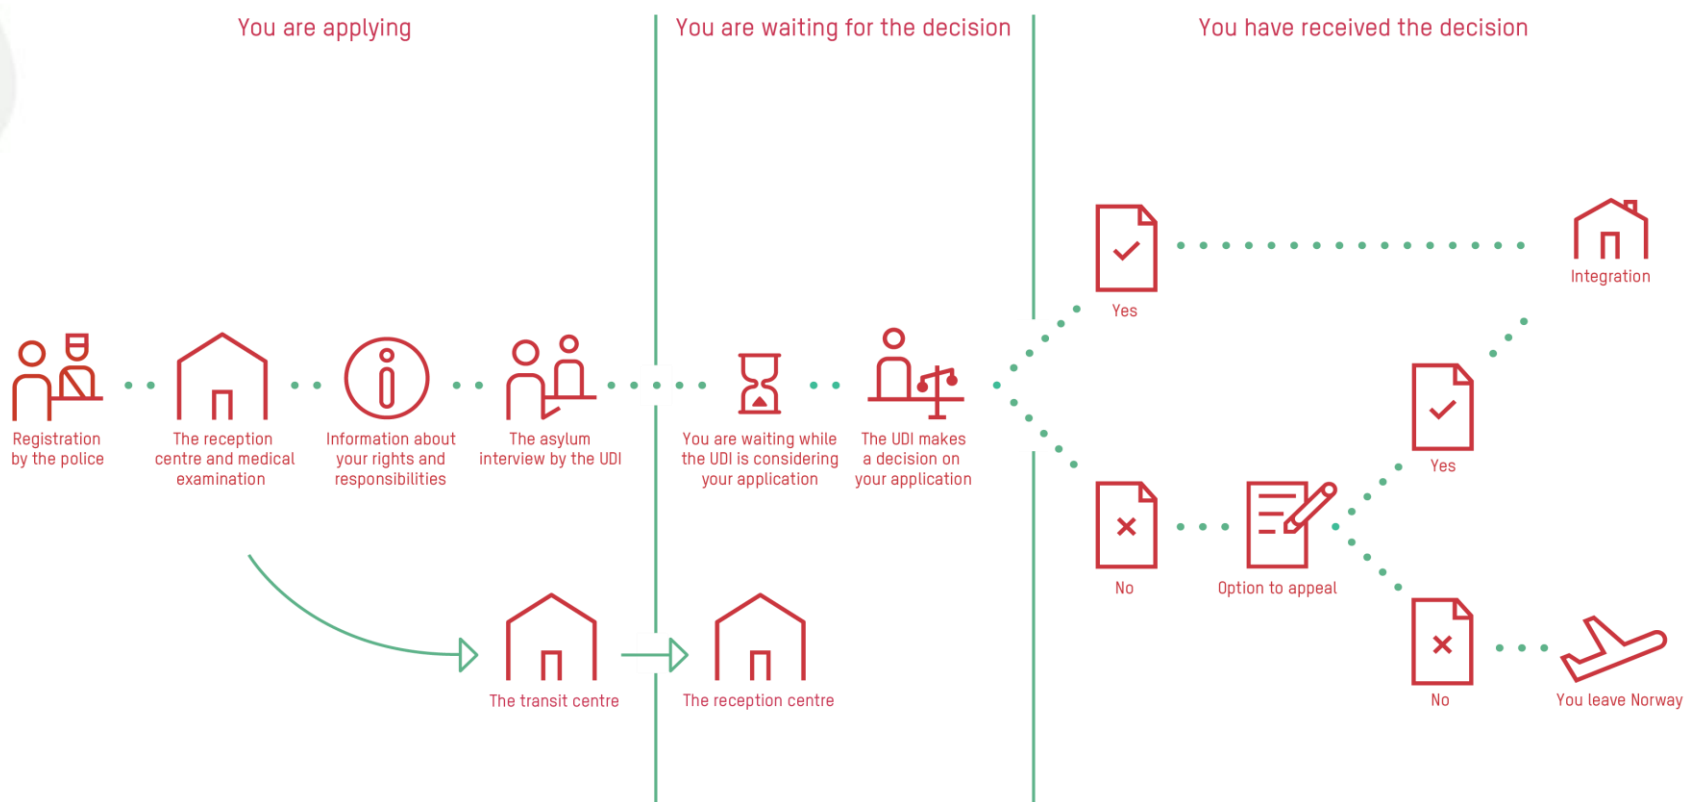 You are applying
You are waiting for the decision
You have received the decision
Registration
by the police
The reception
centre and medical
examination
Information about
your rights and
responsibilities
The asylum
interview by the UDI
You are waiting while
the UDI is considering
your application
The UDI makes
a decision on
your application
Yes
Integration
No
Option to appeal
Yes
No
You leave Norway
The transit centre
The reception centre